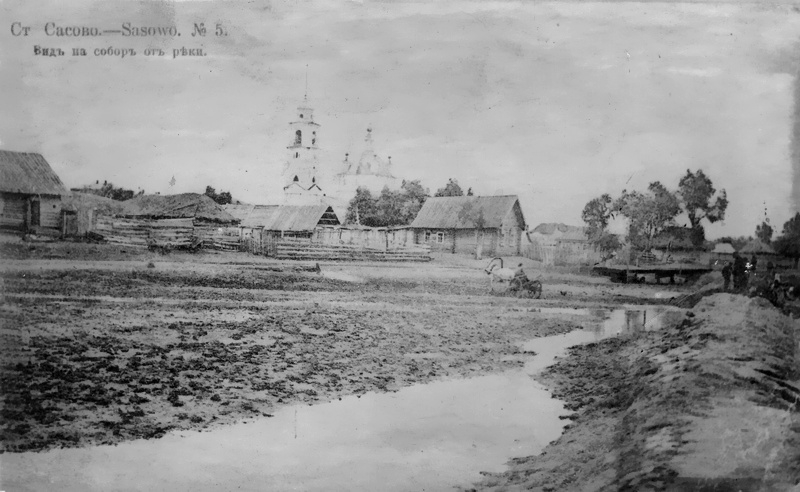 Ст Сасово.—Sasowo. № 5.
Видъ на соборъ отъ рѣки.